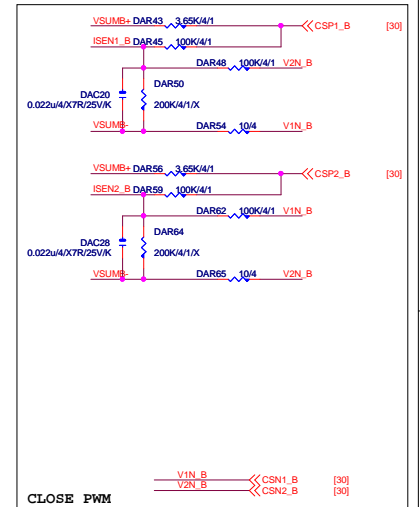 VSUMB+ DAR43 3.65K/4/1 CSP1_B [30]
ISEN1_B DAR45 100K/4/1
DAR48 100K/4/1 V2N_B
DAR50
DAC20
0.022u/4/X7R/25V/K 200K/4/1/X
VSUMB- DAR54 10/4 V1N_B
VSUMB+ DAR56 3.65K/4/1 CSP2_B [30]
ISEN2_B DAR59 100K/4/1
DAR62 100K/4/1 V1N_B
DAR64
DAC28
0.022u/4/X7R/25V/K 200K/4/1/X
VSUMB- DAR65 10/4 V2N_B
V1N_B CSN1_B [30]
V2N_B CSN2_B [30]
CLOSE PWM